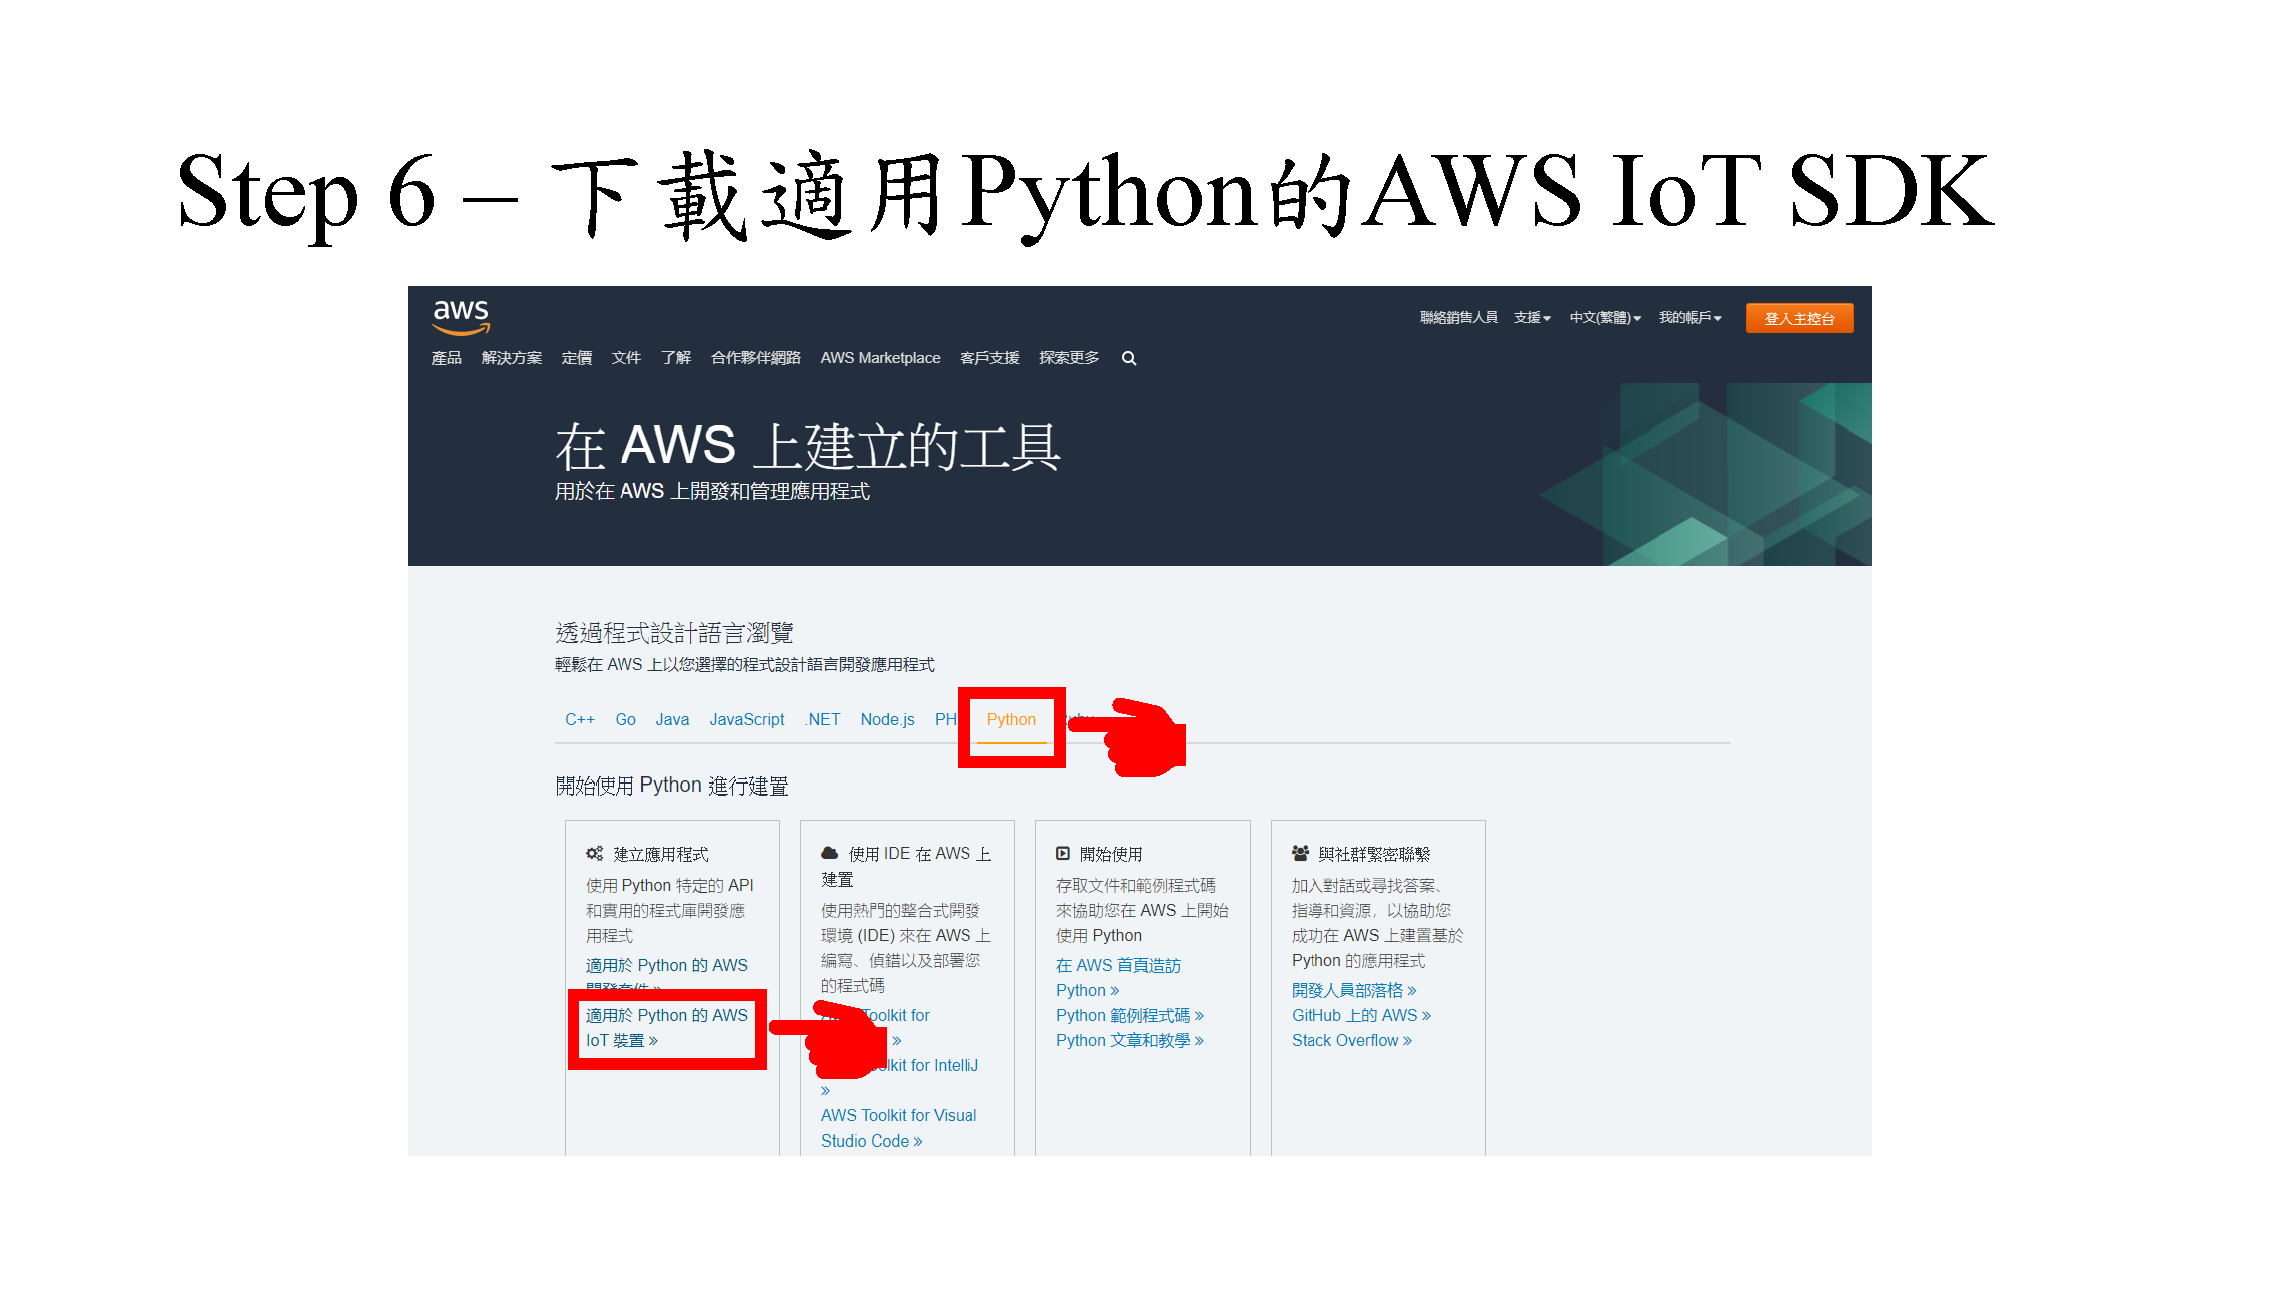 Step 6 – 下載適用Python的AWS IoT SDK
aws
聯絡銷售人員 支援 中文(繁體) 我的帳戶 登入主控台
產品 解決方案 定價 文件 了解 合作夥伴網路 AWS Marketplace 客戶支援 探索更多
在 AWS 上建立的工具
用於在 AWS 上開發和管理應用程式
透過程式設計語言瀏覽
輕鬆在 AWS 上以您選擇的程式設計語言開發應用程式
C++ Go Java JavaScript .NET Node.js PH Python
開始使用 Python 進行建置
建立應用程式
使用 Python 特定的 API
和實用的程式庫開發應
用程式
適用於 Python 的 AWS
開發套件 »
適用於 Python 的 AWS
IoT 裝置 »
使用 IDE 在 AWS 上
建置
使用熱門的整合式開發
環境 (IDE) 來在 AWS 上
編寫、偵錯以及部署您
的程式碼
Toolkit for
»
for IntelliJ
»
AWS Toolkit for Visual
Studio Code »
開始使用
存取文件和範例程式碼
來協助您在 AWS 上開始
使用 Python
在 AWS 首頁造訪
Python »
Python 範例程式碼 »
Python 文章和教學 »
與社群緊密聯繫
加入對話或尋找答案、
指導和資源，以協助您
成功在 AWS 上建置基於
Python 的應用程式
開發人員部落格 »
GitHub 上的 AWS »
Stack Overflow »